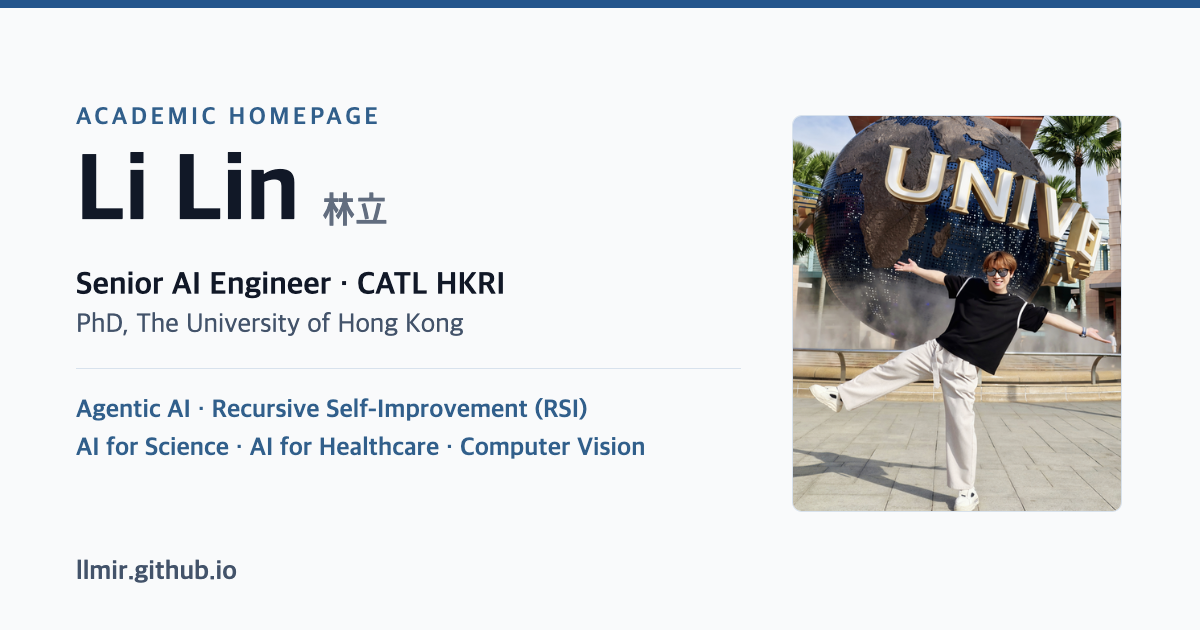 ACADEMIC HOMEPAGE
Li Lin 林立
Senior AI Engineer · CATL HKRI
PhD, The University of Hong Kong
Agentic AI · Recursive Self-Improvement (RSI)
AI for Science · AI for Healthcare · Computer Vision
llmir.github.io